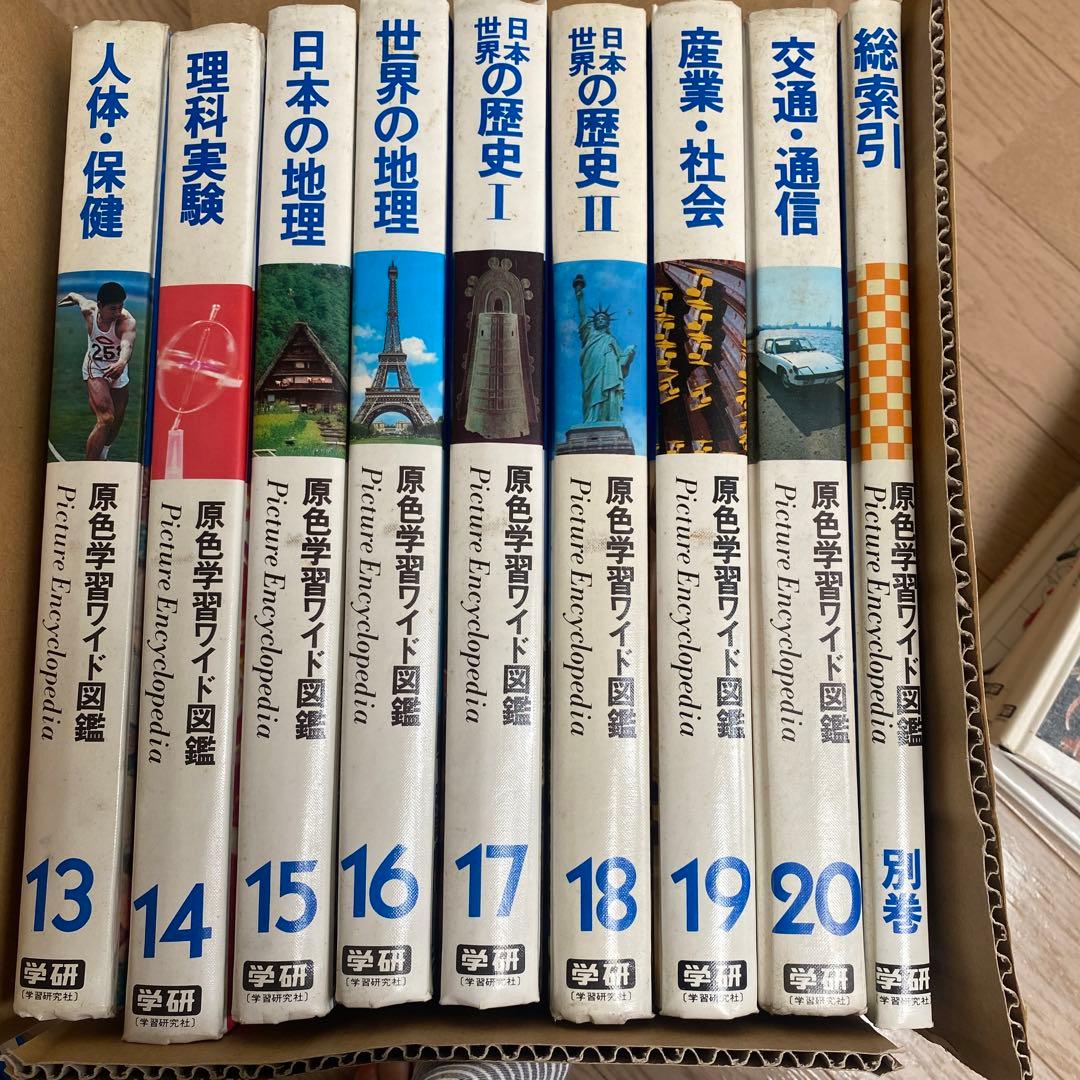 人体・保健
原色学習ワイド図鑑
Picture Encyclopedia
13
学研
〔学習研究社〕
理科実験
原色学習ワイド図鑑
Picture Encyclopedia
14
学研
〔学習研究社〕
日本の地理
原色学習ワイド図鑑
Picture Encyclopedia
15
学研
〔学習研究社〕
世界の地理
原色学習ワイド図鑑
Picture Encyclopedia
16
学研
〔学習研究社〕
日本世界の歴史I
原色学習ワイド図鑑
Picture Encyclopedia
17
学研
〔学習研究社〕
日本世界の歴史II
原色学習ワイド図鑑
Picture Encyclopedia
18
学研
〔学習研究社〕
産業・社会
原色学習ワイド図鑑
Picture Encyclopedia
19
学研
〔学習研究社〕
交通・通信
原色学習ワイド図鑑
Picture Encyclopedia
20
学研
〔学習研究社〕
総索引
原色学習ワイド図鑑
Picture Encyclopedia
別巻
学研
〔学習研究社〕